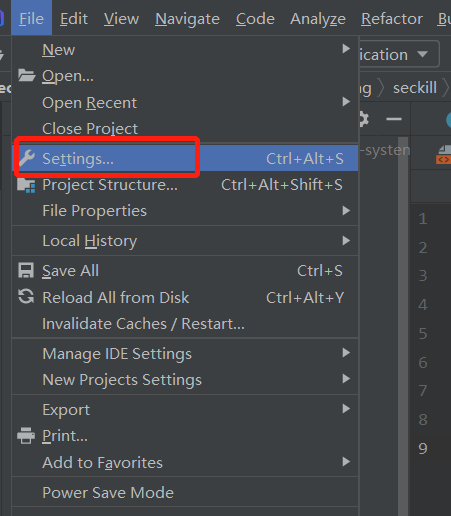 File Edit View Navigate Code Analyze Refactor
New
Open...
Open Recent
Close Project
Settings... Ctrl+Alt+S
Project Structure... Ctrl+Alt+Shift+S
File Properties
Local History
Save All Ctrl+S
Reload All from Disk Ctrl+Alt+Y
Invalidate Caches / Restart...
Manage IDE Settings
New Projects Settings
Export
Print...
Add to Favorites
Power Save Mode
ication
seckill
-system
1
2
3
4
5
6
7
8
9